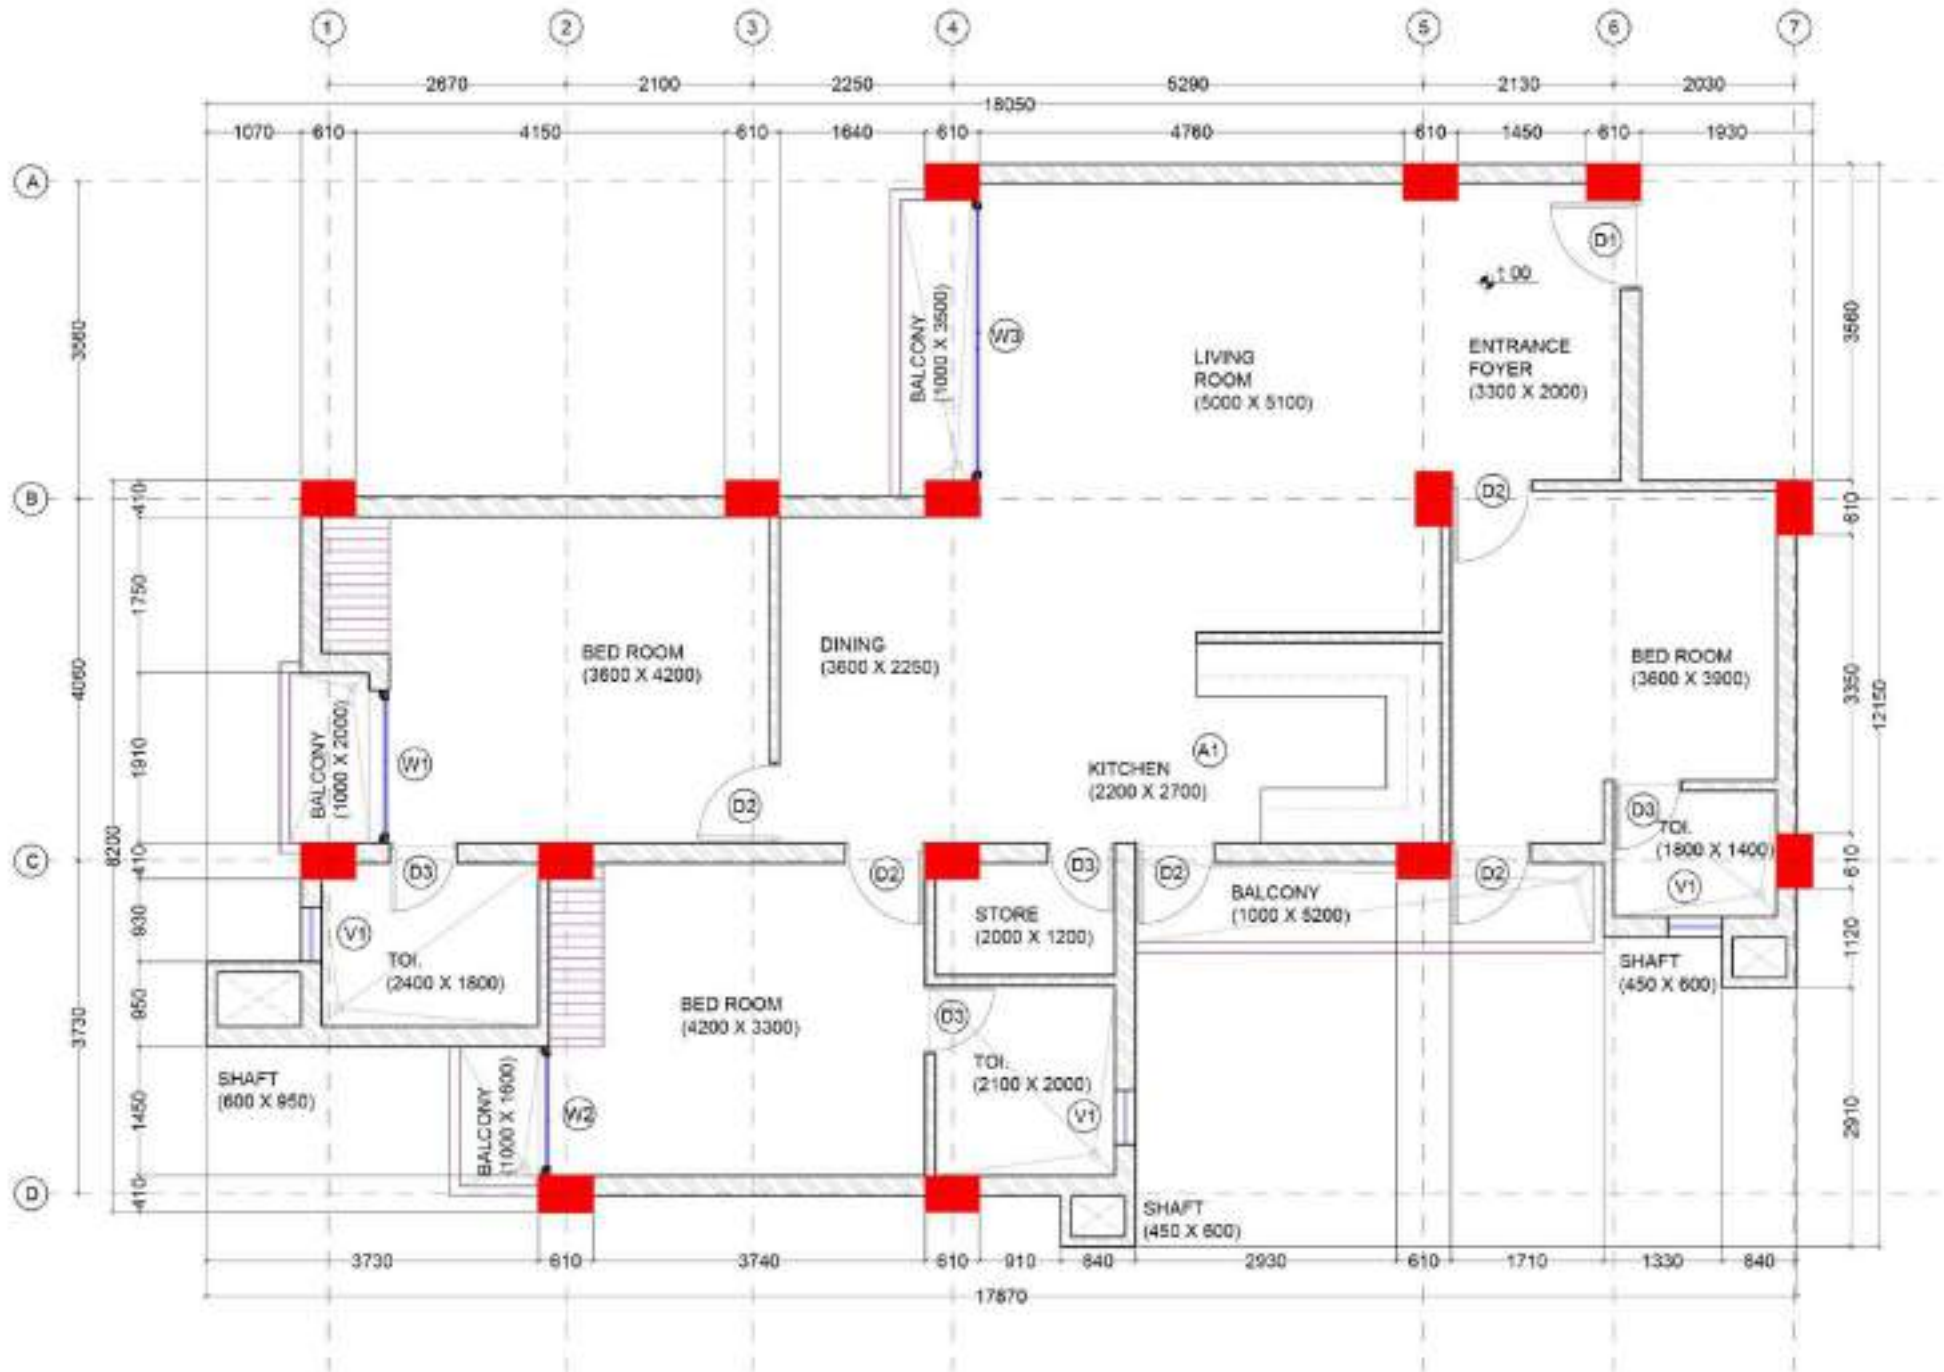 1 2 3 4 5 6 7
2670 2100 2250 5290 2130 2030
18050
1070 610 4150 610 1640 610 4760 610 1450 610 1930
A
D1
1.00
3560
BALCONY
(1000 X 3500)
W3
LIVING
ROOM
(5000 X 5100)
ENTRANCE
FOYER
(3300 X 2000)
3560
B
410
D2
610
1750
4060
BED ROOM
(3600 X 4200)
DINING
(3600 X 2250)
BED ROOM
(3600 X 3900)
3350
12150
1910
BALCONY
(1000 X 2000)
W1
A1
KITCHEN
(2200 X 2700)
D2
D3
TOI.
(1800 X 1400)
C
8200
410
D3
D2
D3
D2
D2
V1
610
930
V1
TOI.
(2400 X 1800)
STORE
(2000 X 1200)
BALCONY
(1000 X 5200)
1120
SHAFT
(450 X 600)
950
3730
BED ROOM
(4200 X 3300)
D3
TOI.
(2100 X 2000)
V1
SHAFT
(600 X 950)
1450
BALCONY
(1000 X 1600)
W2
2910
D
410
SHAFT
(450 X 600)
3730 610 3740 610 910 840 2930 610 1710 1330 840
17870